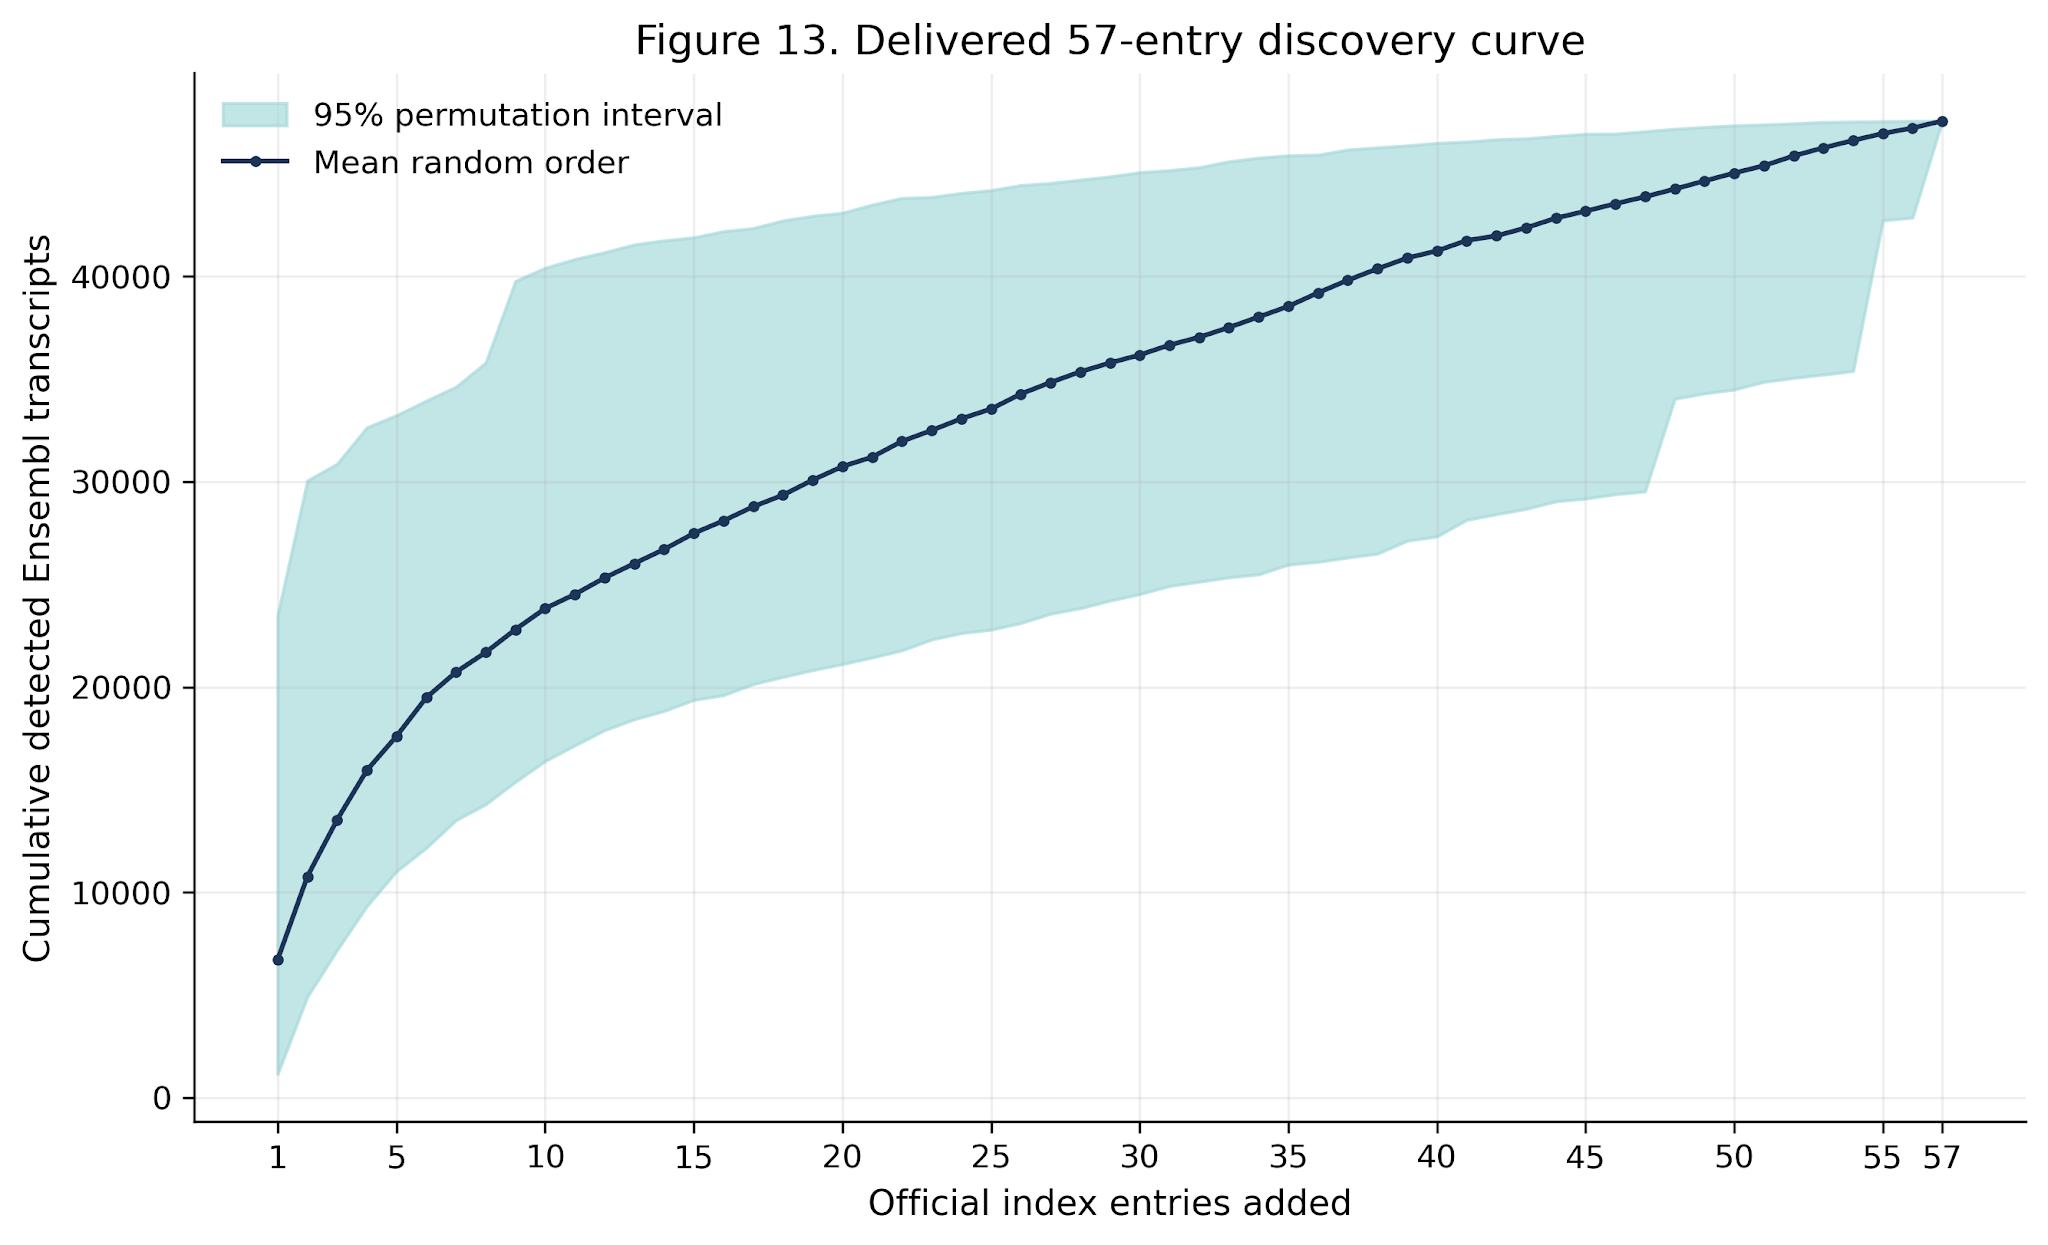 Figure 13. Delivered 57-entry discovery curve
95% permutation interval
Mean random order
Cumulative detected Ensembl transcripts
40000
30000
20000
10000
0
1 5 10 15 20 25 30 35 40 45 50 55 57
Official index entries added